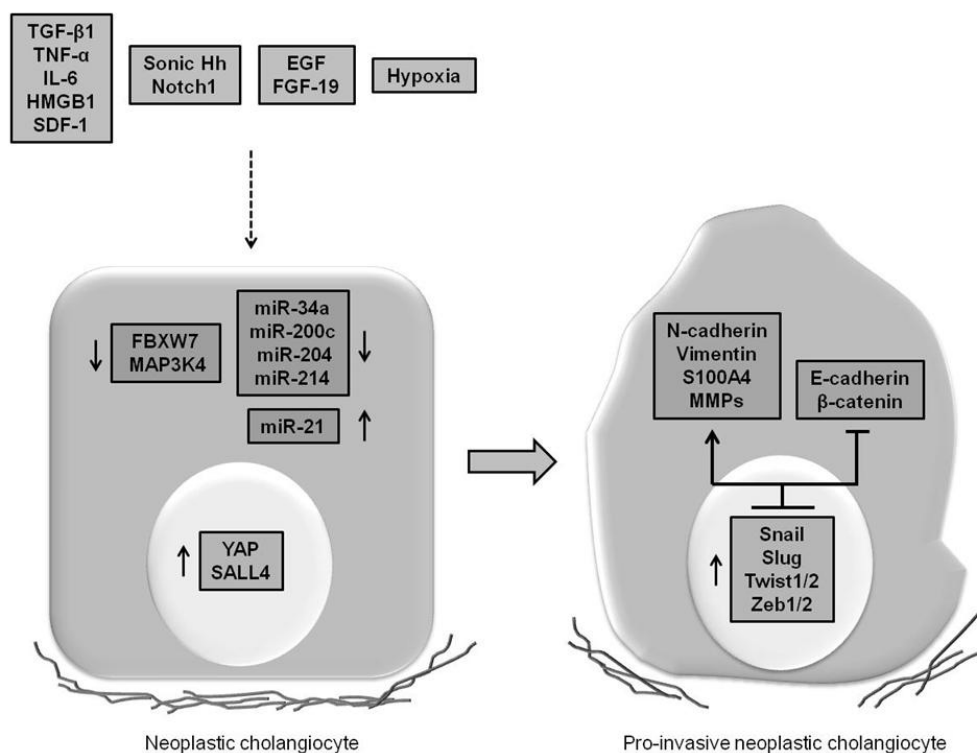 TGF-β1
TNF-α
IL-6
HMGB1
SDF-1
Sonic Hh
Notch1
EGF
FGF-19
Hypoxia
FBXW7
MAP3K4
miR-34a
miR-200c
miR-204
miR-214
miR-21
YAP
SALL4
N-cadherin
Vimentin
S100A4
MMPs
E-cadherin
β-catenin
Snail
Slug
Twist1/2
Zeb1/2
Neoplastic cholangiocyte
Pro-invasive neoplastic cholangiocyte